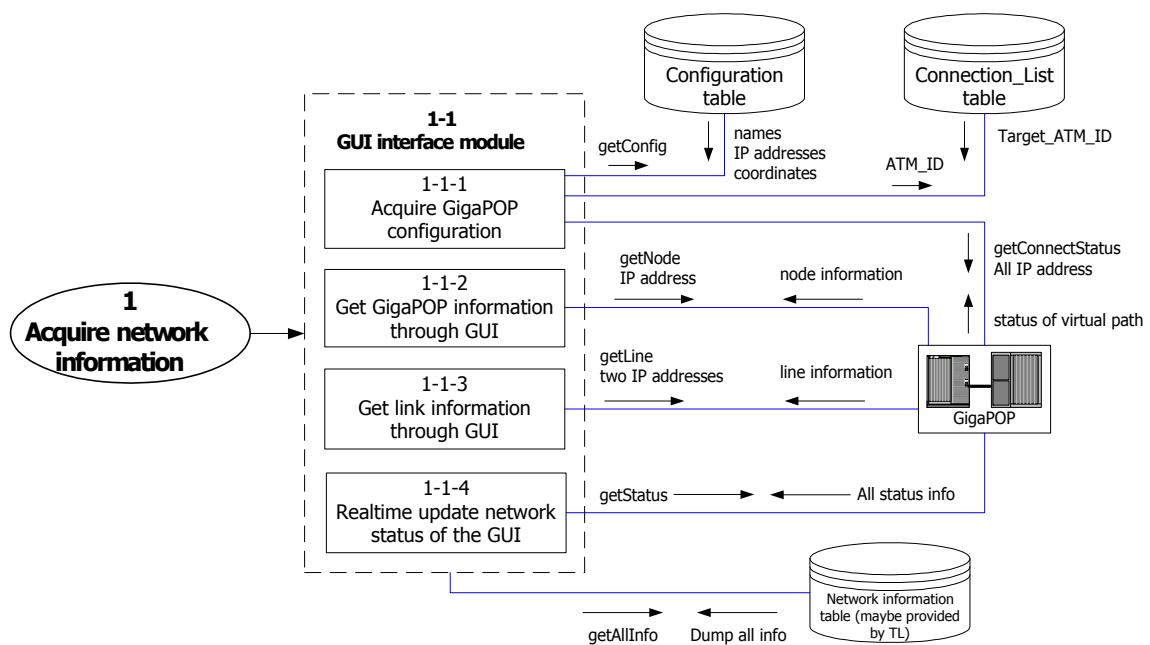 Configuration
table
Connection_List
table
1-1
GUI interface module
getConfig
names
IP addresses
coordinates
Target_ATM_ID
ATM_ID
1-1-1
Acquire GigaPOP
configuration
getConnectStatus
All IP address
getNode
IP address
node information
1-1-2
Get GigaPOP information
through GUI
status of virtual path
1
Acquire network
information
getLine
two IP addresses
line information
1-1-3
Get link information
through GUI
GigaPOP
1-1-4
Realtime update network
status of the GUI
getStatus
All status info
Network information
table (maybe provided
by TL)
getAllInfo
Dump all info